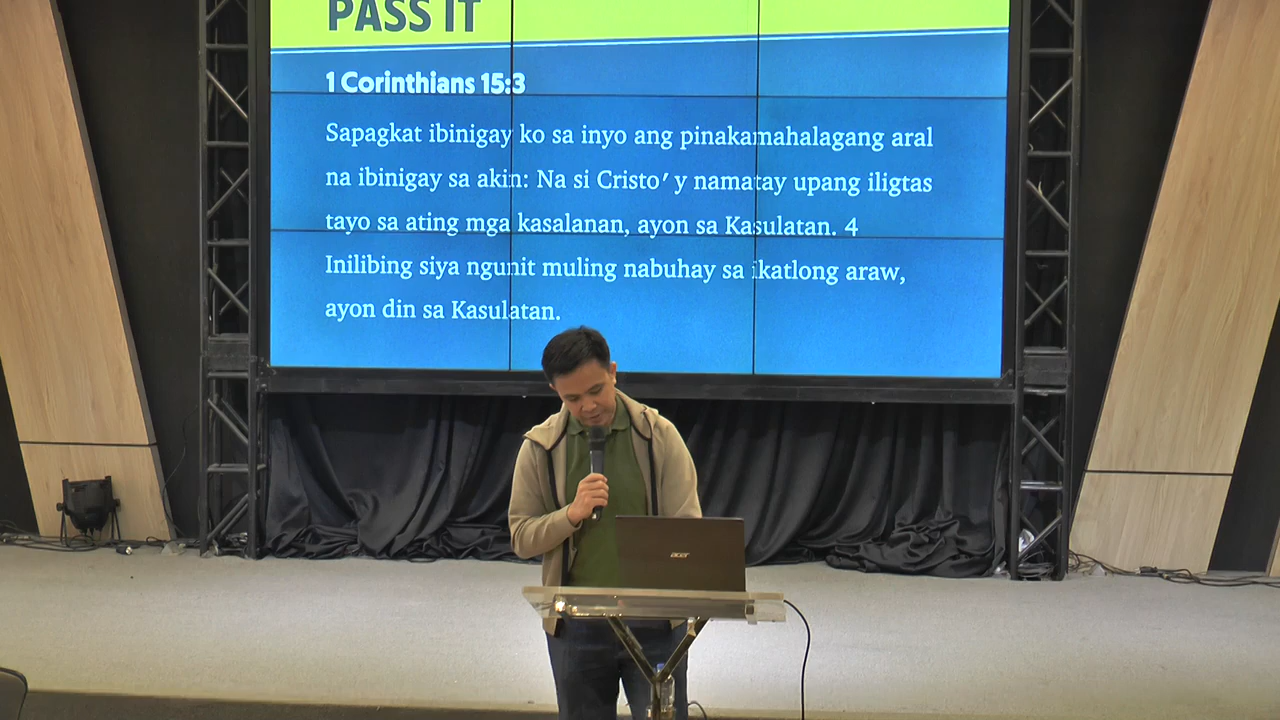 PASS IT
1 Corinthians 15:3
Sapagkat ibinigay ko sa inyo ang pinakamahalagang aral
na ibinigay sa akin: Na si Cristo’ y namatay upang iligtas
tayo sa ating mga kasalanan, ayon sa Kasulatan. 4
Inilibing siya ngunit muling nabuhay sa ikatlong araw,
ayon din sa Kasulatan.
acer